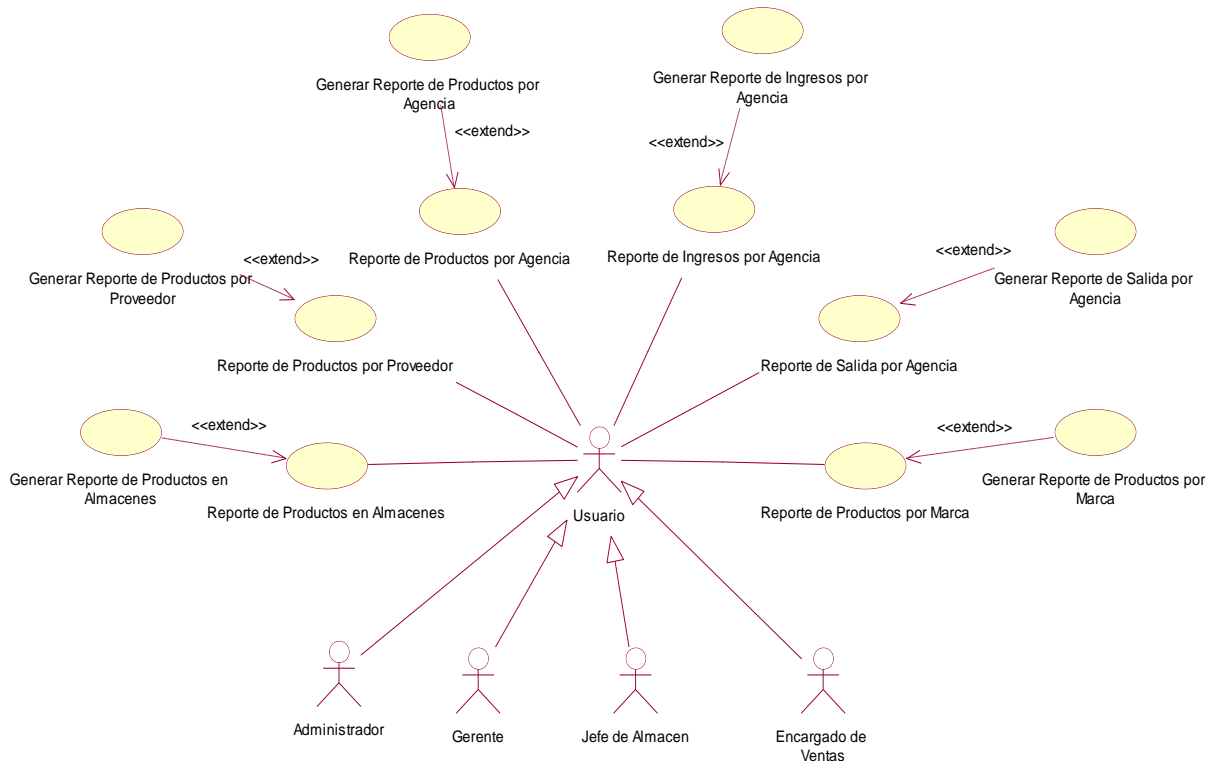 Generar Reporte de Productos por
Agencia
Generar Reporte de Ingresos por
Agencia
<<extend>>
<<extend>>
Reporte de Productos por Agencia
Reporte de Ingresos por Agencia
<<extend>>
Generar Reporte de Productos por
Proveedor
<<extend>>
Generar Reporte de Salida por
Agencia
Reporte de Productos por Proveedor
Reporte de Salida por Agencia
<<extend>>
Generar Reporte de Productos en
Almacenes
<<extend>>
Generar Reporte de Productos por
Marca
Reporte de Productos en Almacenes
Usuario
Reporte de Productos por Marca
Administrador
Gerente
Jefe de Almacen
Encargado de
Ventas